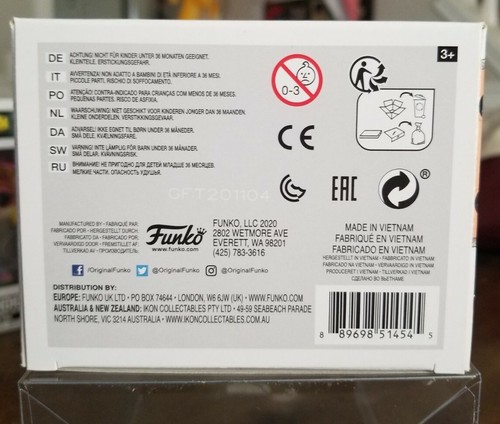 DE ACHTUNG! NICHT FÜR KINDER UNTER 36 MONATEN GEEIGNET.
KLEINTEILE. ERSTICKUNGSGEFAHR.
IT AVVERTENZA! NON ADATTO A BAMBINI DI ETÀ INFERIORE A 36 MESI.
PICCOLE PARTI. RISCHIO DI SOFFOCAMENTO.
PO ATENÇÃO! CONTRA-INDICADO PARA CRIANÇAS COM MENOS DE 36 MESES.
PEQUENAS PARTES. RISCO DE ASFIXIA.
NL WAARSCHUWING! NIET GESCHIKT VOOR KINDEREN JONGER DAN 36 MAANDEN.
KLEINE ONDERDELEN. VERSTIKKINGSGEVAAR.
DA ADVARSEL! IKKE EGNET TIL BØRN UNDER 36 MÅNEDER.
SMÅ DELE. KVÆLNINGSFARE.
SW VARNING! INTE LÄMPLIG FÖR BARN UNDER 36 MÅNADER.
SMÅ DELAR. KVÄVNINGSRISK.
RU ВНИМАНИЕ! НЕ ПРИГОДНО ДЛЯ ДЕТЕЙ МЛАДШЕ 36 МЕСЯЦЕВ.
МЕЛКИЕ ЧАСТИ. ОПАСНОСТЬ УДУШЬЯ.
0-3
3+
CE
EAC
®
GFT201104
MANUFACTURED BY • FABRIQUÉ PAR
FABRICADO POR • HERGESTELLT DURCH
FABRICADO POR • FABRICADO POR
VERVAARDIGD DOOR • FREMSTILLET AF
TILLVERKAD AV • ПРОИЗВОДИТЕЛЬ
Funko
FUNKO, LLC 2020
2802 WETMORE AVE
EVERETT, WA 98201
(425) 783-3616
/OriginalFunko @OriginalFunko @OriginalFunko
MADE IN VIETNAM
FABRIQUÉ EN VIETNAM
FABRICADO EN VIETNAM
HERGESTELLT IN VIETNAM • FABBRICATO IN VIETNAM
FABRICADO NA VIETNAM • VERVAARDIGD IN VIETNAM
PRODUCERET I VIETNAM • TILLVERKAD I VIETNAM
СДЕЛАНО ВО ВЬЕТНАМЕ
DISTRIBUTION BY:
EUROPE: FUNKO UK LTD • PO BOX 74644 • LONDON, W6 6JW (UK) • WWW.FUNKO.COM
AUSTRALIA & NEW ZEALAND: IKON COLLECTABLES PTY LTD • 49-59 SEABEACH PARADE
NORTH SHORE, VIC 3214 AUSTRALIA • WWW.IKONCOLLECTABLES.COM.AU
8 89698 51454 5